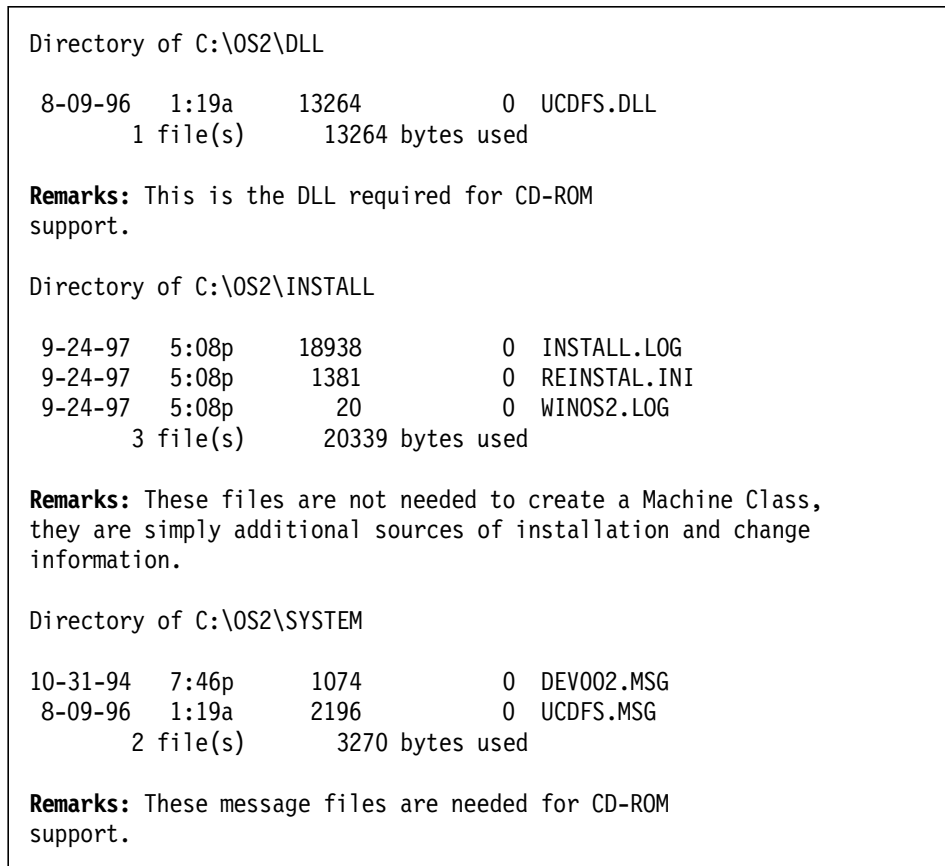 Directory of C:\OS2\DLL
8-09-96 1:19a 13264 0 UCDFS.DLL
1 file(s) 13264 bytes used
Remarks: This is the DLL required for CD-ROM
support.
Directory of C:\OS2\INSTALL
9-24-97 5:08p 18938 0 INSTALL.LOG
9-24-97 5:08p 1381 0 REINSTAL.INI
9-24-97 5:08p 20 0 WINOS2.LOG
3 file(s) 20339 bytes used
Remarks: These files are not needed to create a Machine Class,
they are simply additional sources of installation and change
information.
Directory of C:\OS2\SYSTEM
10-31-94 7:46p 1074 0 DEV002.MSG
8-09-96 1:19a 2196 0 UCDFS.MSG
2 file(s) 3270 bytes used
Remarks: These message files are needed for CD-ROM
support.